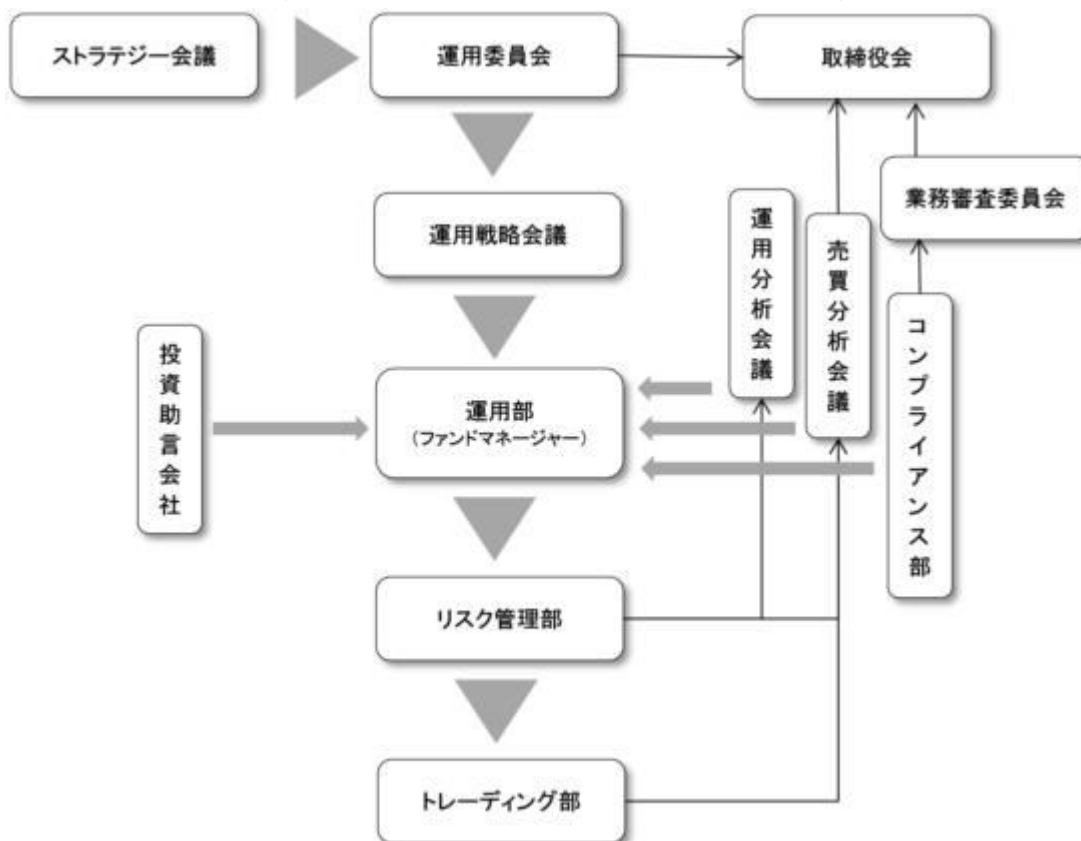 ストラテジー会議
運用委員会
取締役会
業務審査委員会
運用戦略会議
運用分析会議
売買分析会議
コンプライアンス部
投資助言会社
運用部
(ファンドマネージャー)
リスク管理部
トレーディング部